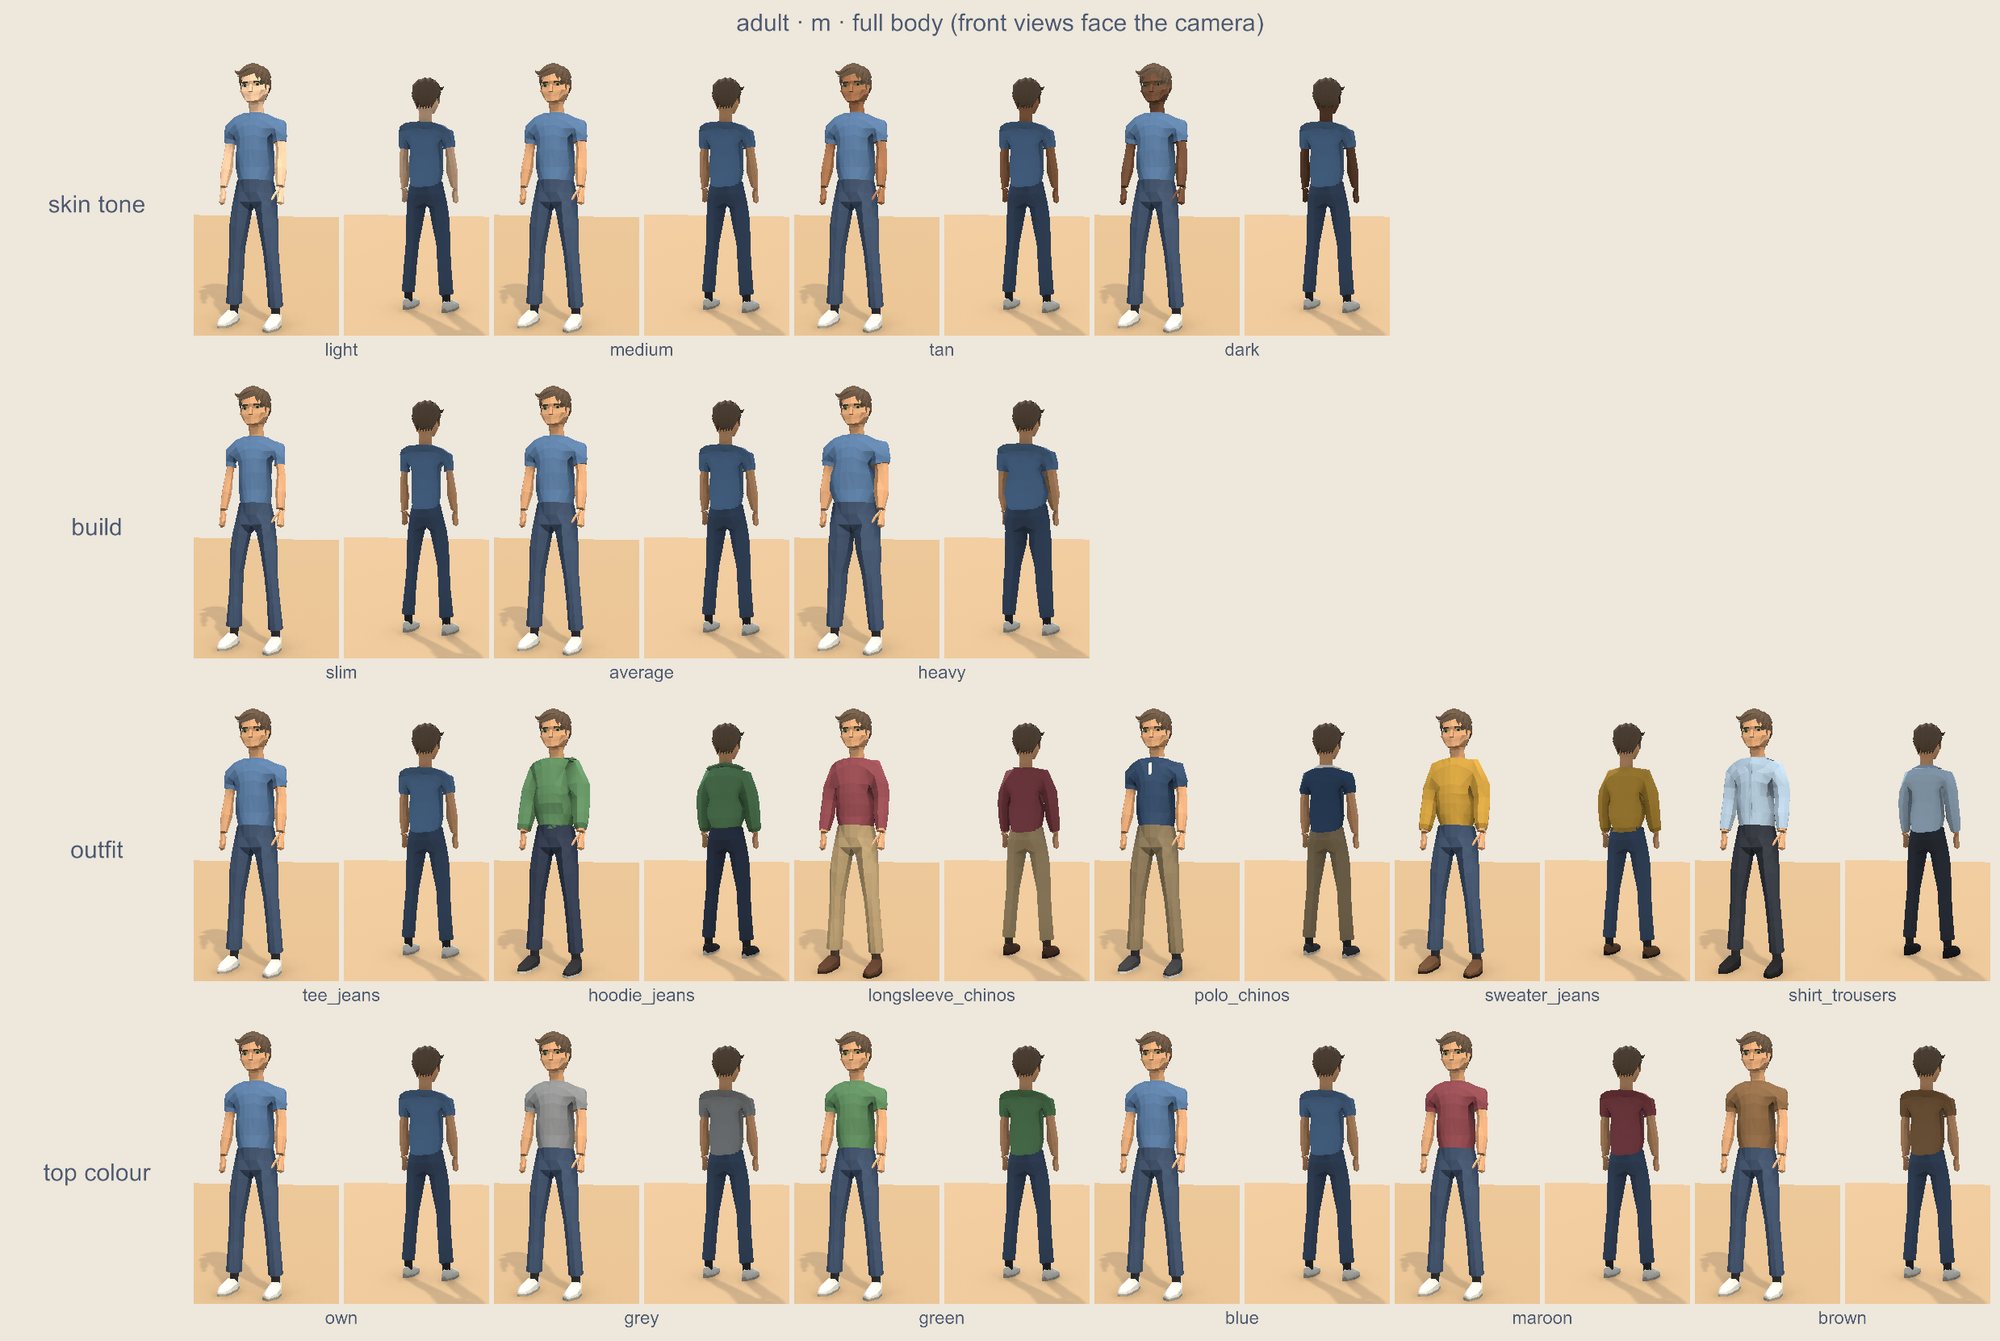 adult · m · full body (front views face the camera)
skin tone
light
medium
tan
dark
build
slim
average
heavy
outfit
tee_jeans
hoodie_jeans
longsleeve_chinos
polo_chinos
sweater_jeans
shirt_trousers
top colour
own
grey
green
blue
maroon
brown